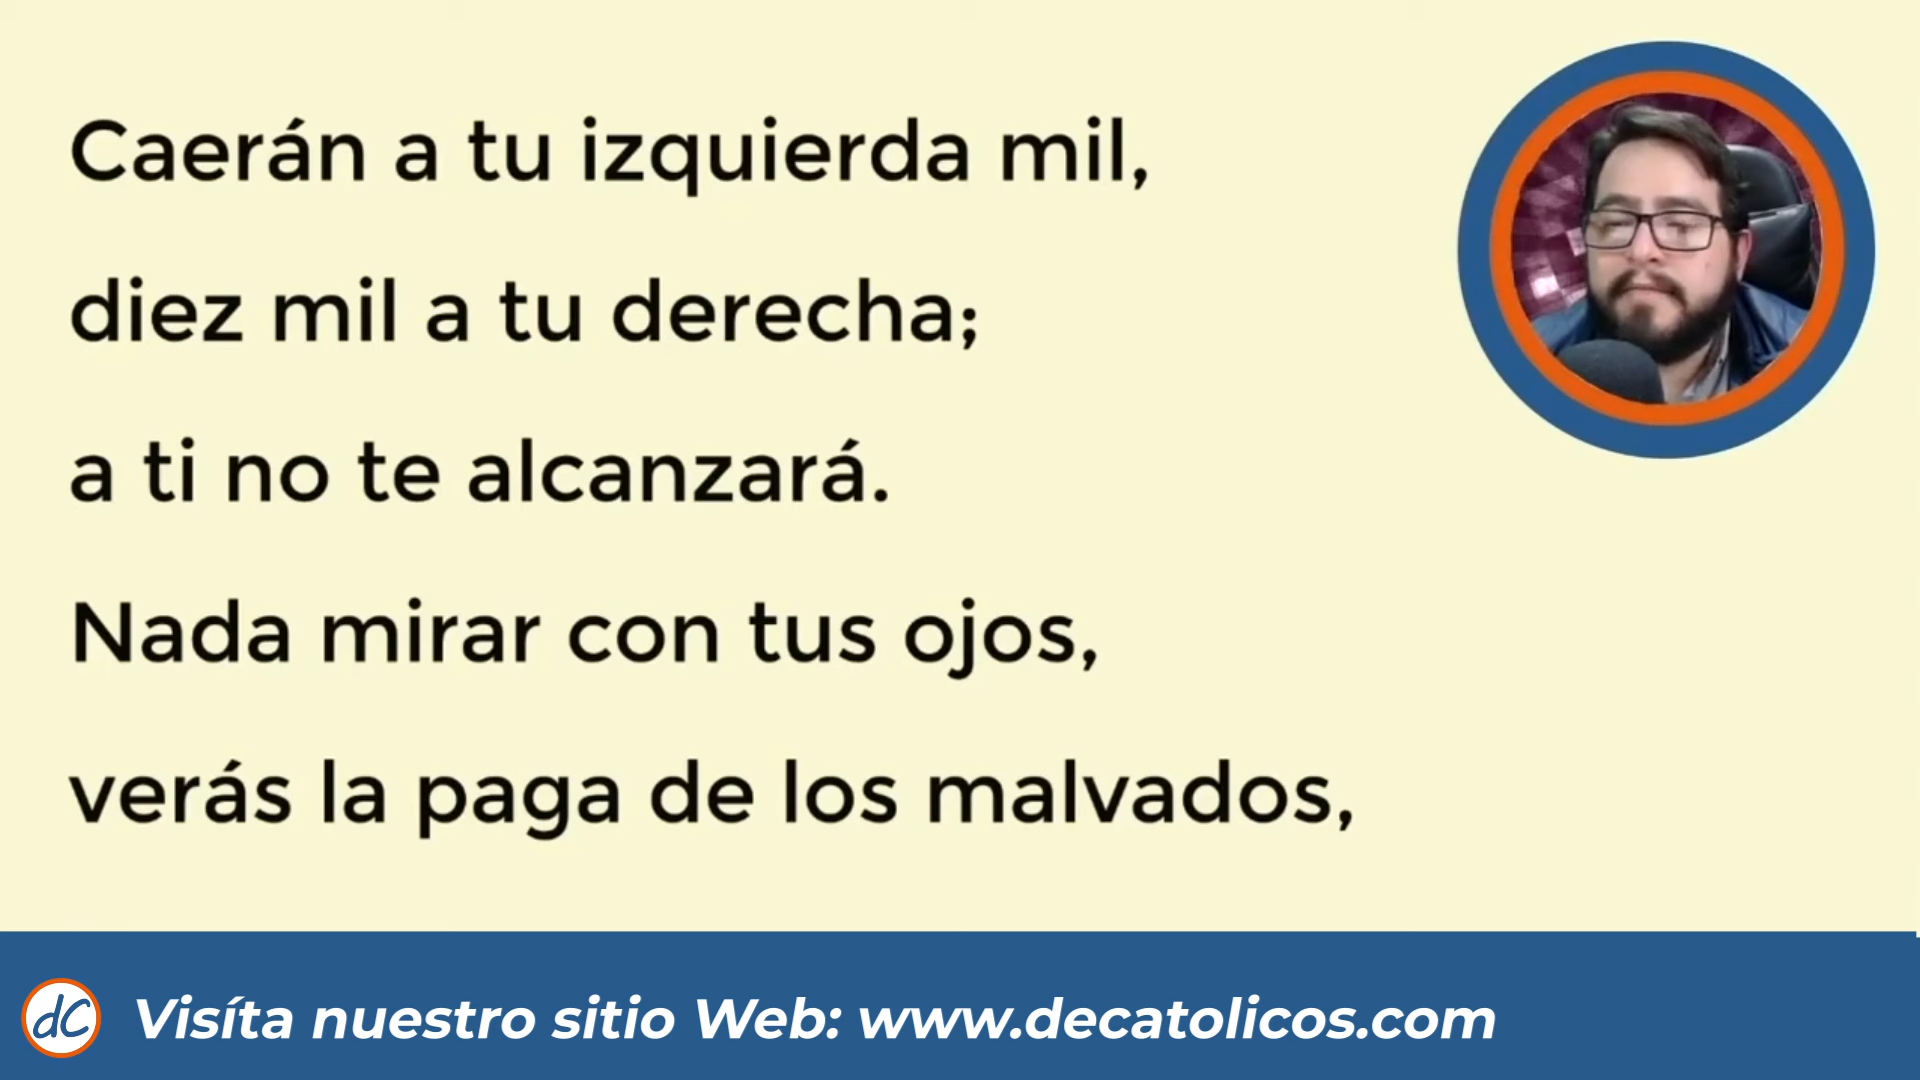 Caerán a tu izquierda mil,
diez mil a tu derecha;
a ti no te alcanzará.
Nada mirar con tus ojos,
verás la paga de los malvados,
dC Visíta nuestro sitio Web: www.decatolicos.com